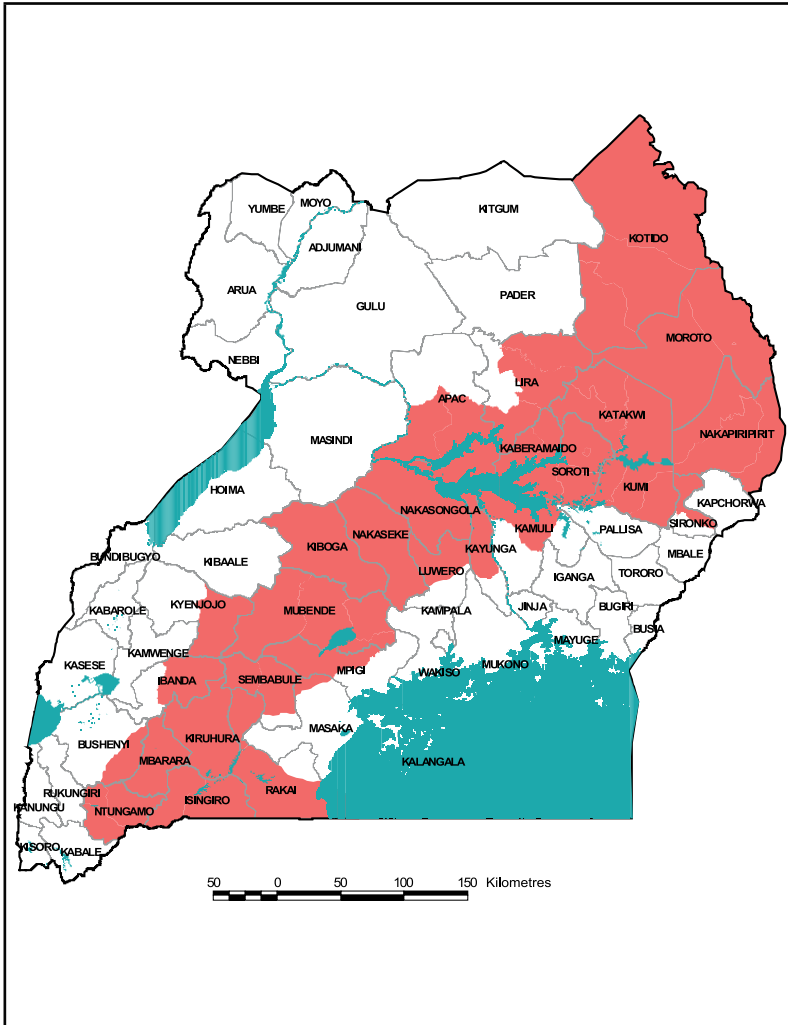 MOYO
YUMBE
KITGUM
KOTIDO
ADJUMANI
ARUA
PADER
GULU
MOROTO
NEBBI
LIRA
APAC
KATAKWI
NAKAPIRIPIRIT
MASINDI
KABERAMAIDO
SOROTI
HOIMA
KUMI
KAPCHORWA
NAKASONGOLA
SIRONKO
KAMULI
PALLISA
NAKASEKE
KIBOGA
KAYUNGA
MBALE
BUNDIBUGYO
KIBAALE
LUWERO
TORORO
IGANGA
KYENJOJO
KABAROLE
MUBENDE
KAMPALA
JINJA
BUGIRI
BUSIA
MAYUGE
KAMWENGE
KASESE
MPIGI
MUKONO
WAKISO
IBANDA
SEMBABULE
MASAKA
KIRUHURA
BUSHENYI
MBARARA
KALANGALA
RUKUNGIRI
RAKAI
ISINGIRO
KANUNGU
NTUNGAMO
KISORO
KABALE
50 0 50 100 150 Kilometres